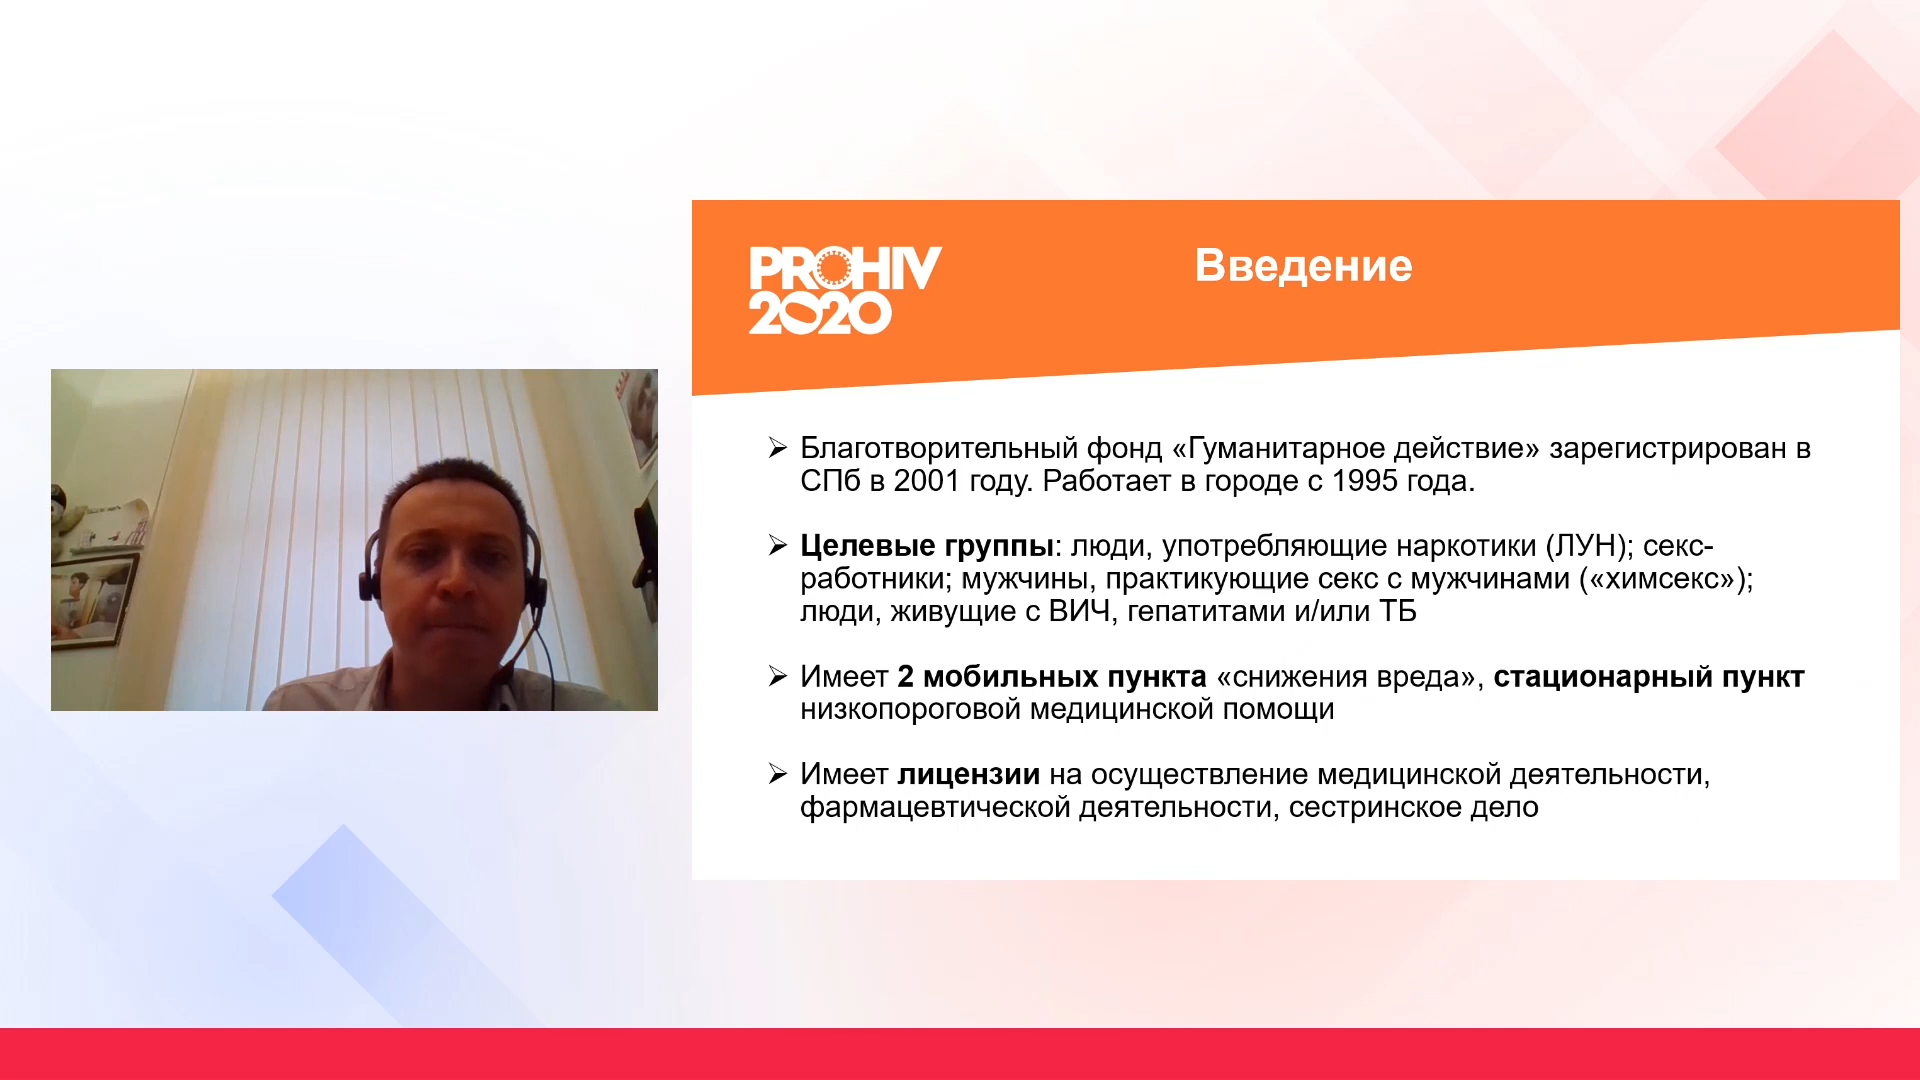 PROHIV
2020
Введение
Благотворительный фонд «Гуманитарное действие» зарегистрирован в
СПб в 2001 году. Работает в городе с 1995 года.
Целевые группы: люди, употребляющие наркотики (ЛУН); секс-
работники; мужчины, практикующие секс с мужчинами («химсекс»);
люди, живущие с ВИЧ, гепатитами и/или ТБ
Имеет 2 мобильных пункта «снижения вреда», стационарный пункт
низкопороговой медицинской помощи
Имеет лицензии на осуществление медицинской деятельности,
фармацевтической деятельности, сестринское дело